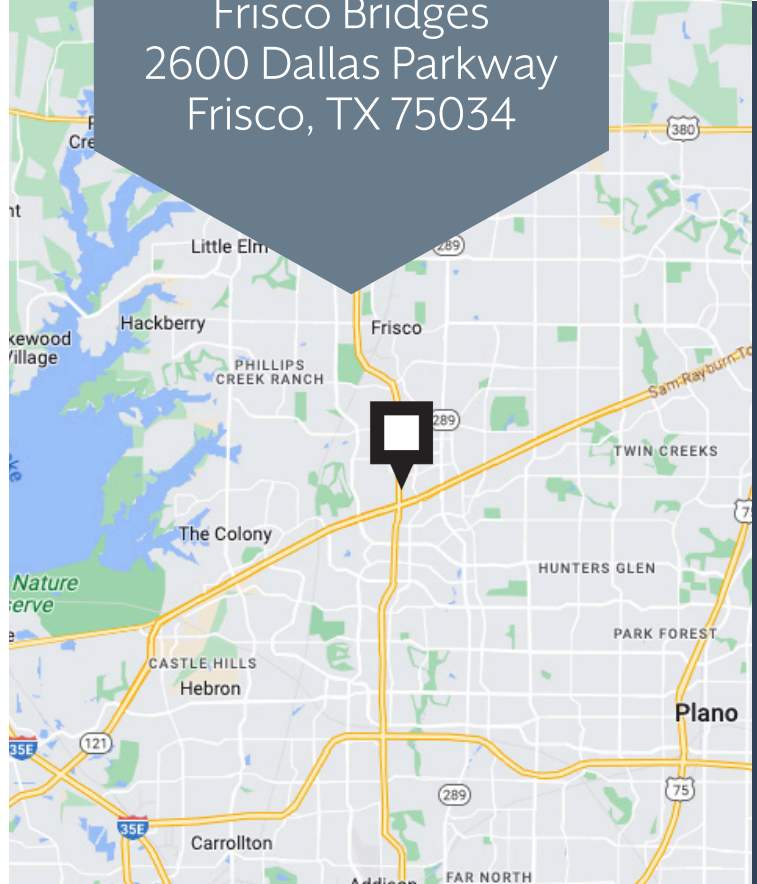 Frisco Bridges
2600 Dallas Parkway
Frisco, TX 75034
380
289
Little Elm
Hackberry
Frisco
PHILLIPS
CREEK RANCH
289
TWIN CREEKS
The Colony
HUNTERS GLEN
Nature
PARK FOREST
CASTLE HILLS
Hebron
Plano
121
35E
75
289
35E
Carrollton
FAR NORTH